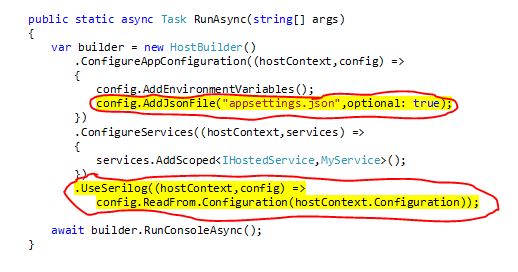 public static async Task RunAsync(string[] args)
{
var builder = new HostBuilder()
.ConfigureAppConfiguration((hostContext,config) =>
{
config.AddEnvironmentVariables();
config.AddJsonFile("appsettings.json",optional: true);
})
.ConfigureServices((hostContext,services) =>
{
services.AddScoped<IHostedService,MyService>();
})
.UseSerilog((hostContext,config) =>
config.ReadFrom.Configuration(hostContext.Configuration));
await builder.RunConsoleAsync();
}